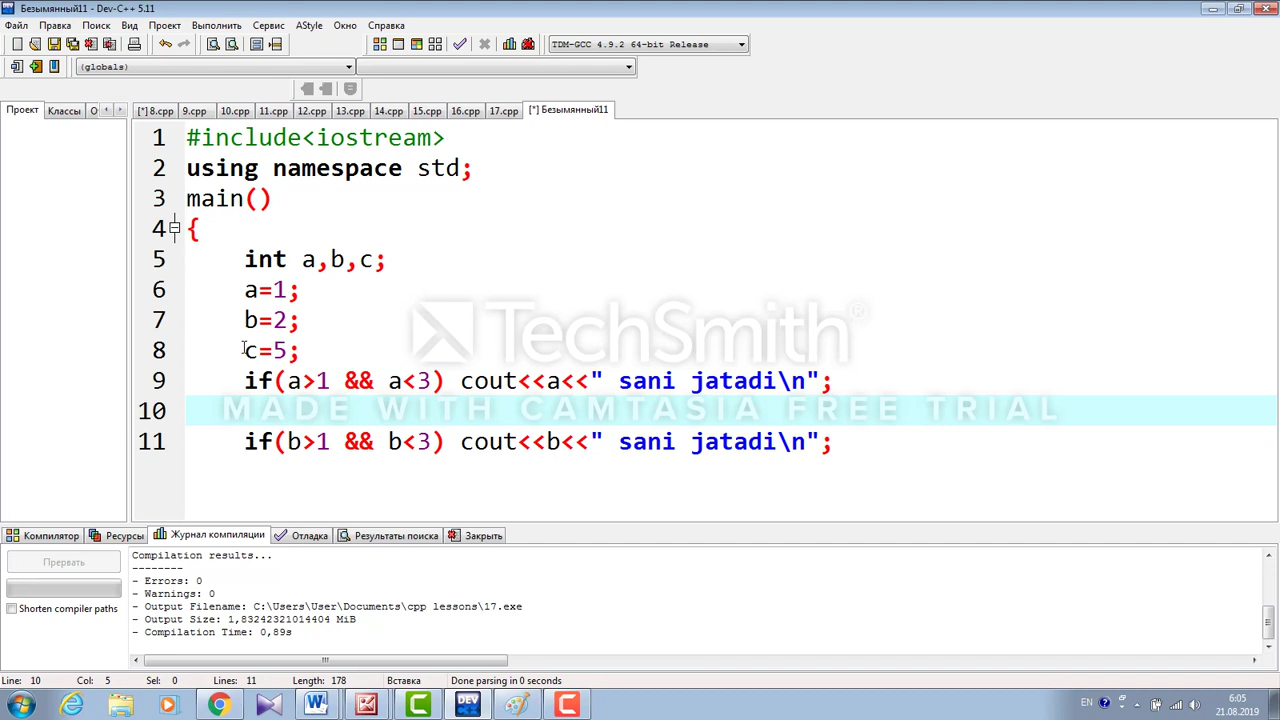 Безымянный11 - Dev-C++ 5.11
Файл Правка Поиск Вид Проект Выполнить Сервис AStyle Окно Справка
TDM-GCC 4.9.2 64-bit Release
(globals)
Проект Классы О [*] 8.cpp 9.cpp 10.cpp 11.cpp 12.cpp 13.cpp 14.cpp 15.cpp 16.cpp 17.cpp [*] Безымянный11
1 #include<iostream>
2 using namespace std;
3 main()
4 {
5 int a,b,c;
6 a=1;
7 b=2;
8 c=5;
9 if(a>1 && a<3) cout<<a<<" sani jatadi\n";
10
11 if(b>1 && b<3) cout<<b<<" sani jatadi\n";
TechSmith®
MADE WITH CAMTASIA FREE TRIAL
Компилятор Ресурсы Журнал компиляции Отладка Результаты поиска Закрыть
Прервать
Shorten compiler paths
Compilation results...
--------
- Errors: 0
- Warnings: 0
- Output Filename: C:\Users\User\Documents\cpp lessons\17.exe
- Output Size: 1,83242321014404 MiB
- Compilation Time: 0,89s
Line: 10 Col: 5 Sel: 0 Lines: 11 Length: 178 Вставка Done parsing in 0 seconds
EN 6:05
21.08.2019